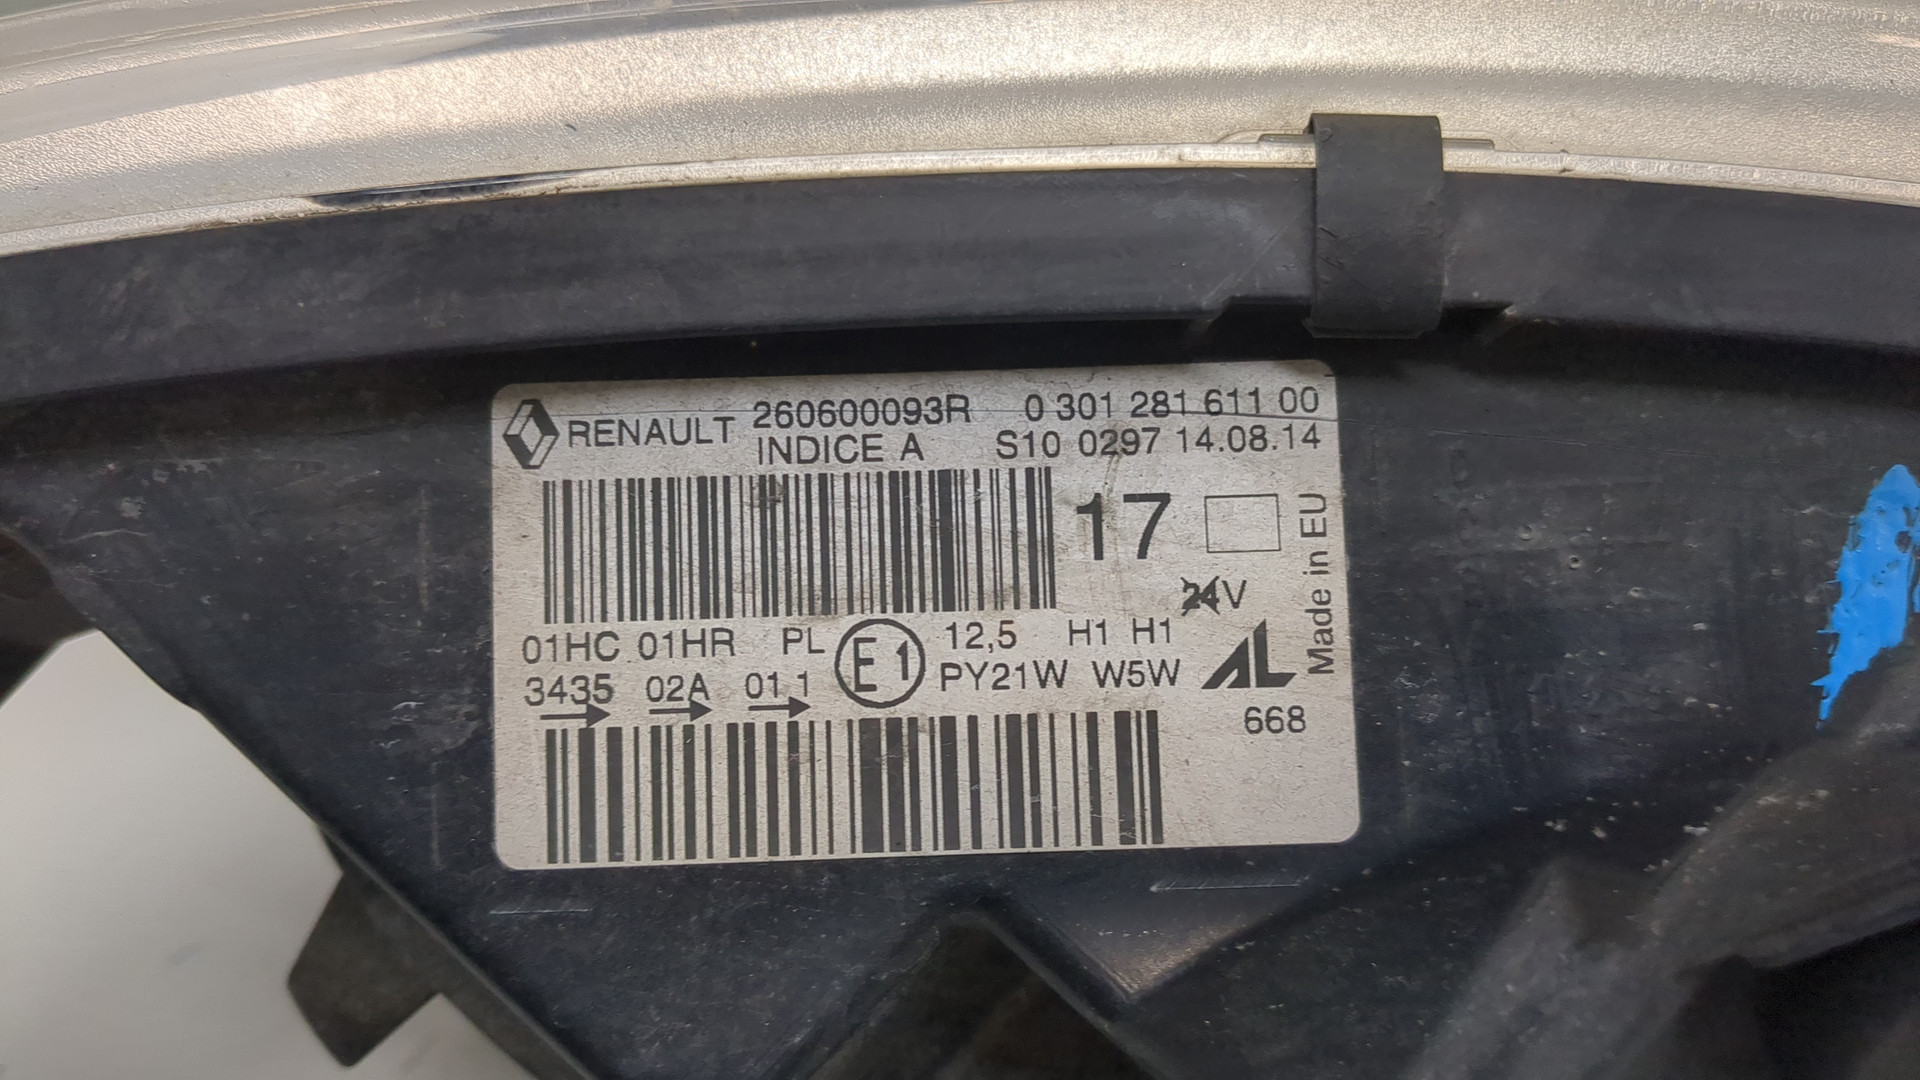 RENAULT 260600093R 0 301 281 611 00
INDICE A S10 0297 14.08.14
17
24V
Made in EU
01HC 01HR PL E1 12,5 H1 H1
3435 02A 01 1 PY21W W5W AL
668